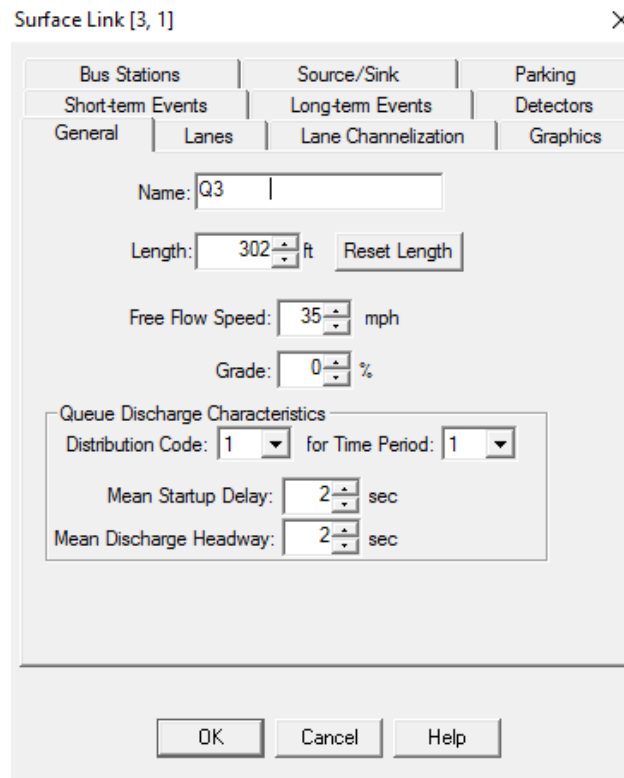 Surface Link [3, 1]
Bus Stations Source/Sink Parking
Short-term Events Long-term Events Detectors
General Lanes Lane Channelization Graphics
Name: Q3
Length: 302 ft Reset Length
Free Flow Speed: 35 mph
Grade: 0 %
Queue Discharge Characteristics
Distribution Code: 1 for Time Period: 1
Mean Startup Delay: 2 sec
Mean Discharge Headway: 2 sec
OK Cancel Help